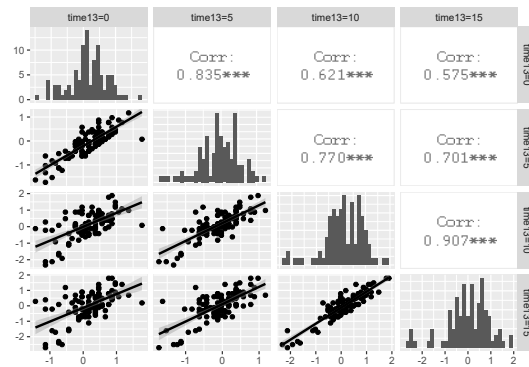 time13=0 time13=5 time13=10 time13=15
10
5
0
Corr:
0.835***
Corr:
0.621***
Corr:
0.575***
time13=0
1
0
-1
Corr:
0.770***
Corr:
0.701***
time13=5
2
1
0
-1
-2
Corr:
0.907***
time13=10
2
1
0
-1
-2
time13=15
-1 0 1 -1 0 1 -2 -1 0 1 2 -2 -1 0 1 2